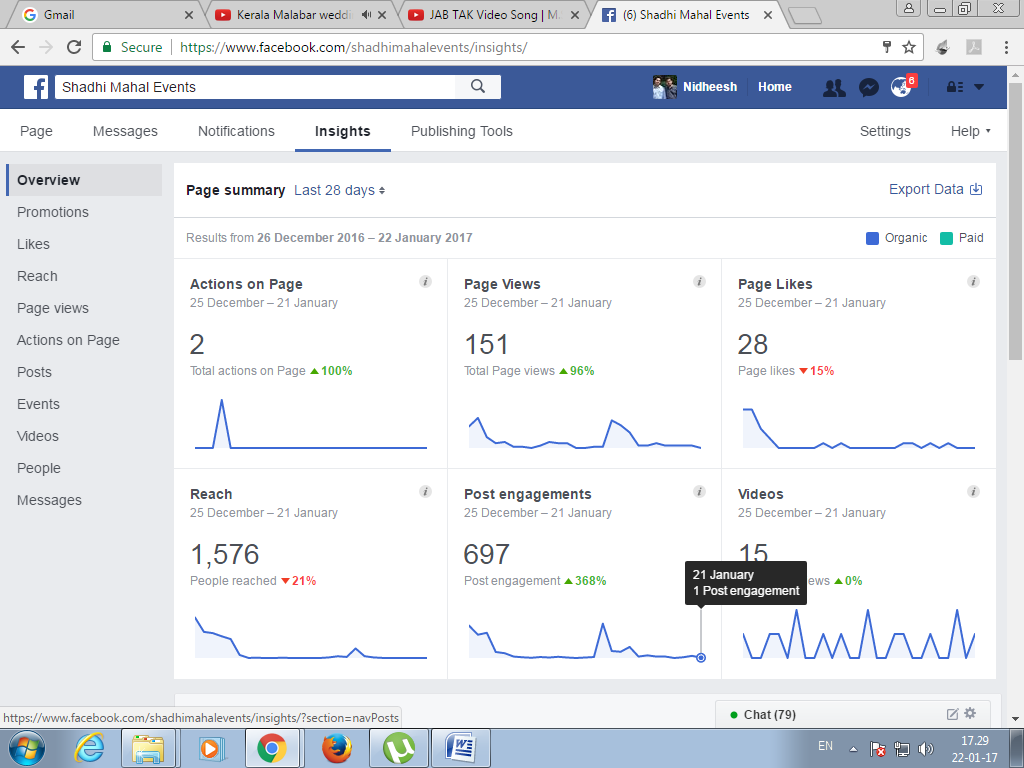 Gmail
Kerala Malabar weddi
JAB TAK Video Song | M.
(6) Shadhi Mahal Events
Secure https://www.facebook.com/shadhimahalevents/insights/
Shadhi Mahal Events
Nidheesh Home 6
Page Messages Notifications Insights Publishing Tools Settings Help
Overview
Promotions
Likes
Reach
Page views
Actions on Page
Posts
Events
Videos
People
Messages
Page summary Last 28 days
Export Data
Results from 26 December 2016 – 22 January 2017
Organic Paid
Actions on Page
25 December – 21 January
2
Total actions on Page 100%
Page Views
25 December – 21 January
151
Total Page views 96%
Page Likes
25 December – 21 January
28
Page likes 15%
Reach
25 December – 21 January
1,576
People reached 21%
Post engagements
25 December – 21 January
697
Post engagement 368%
Videos
25 December – 21 January
15
0%
21 January
1 Post engagement
https://www.facebook.com/shadhimahalevents/insights/?section=navPosts
Chat (79)
EN
17.29
22-01-17